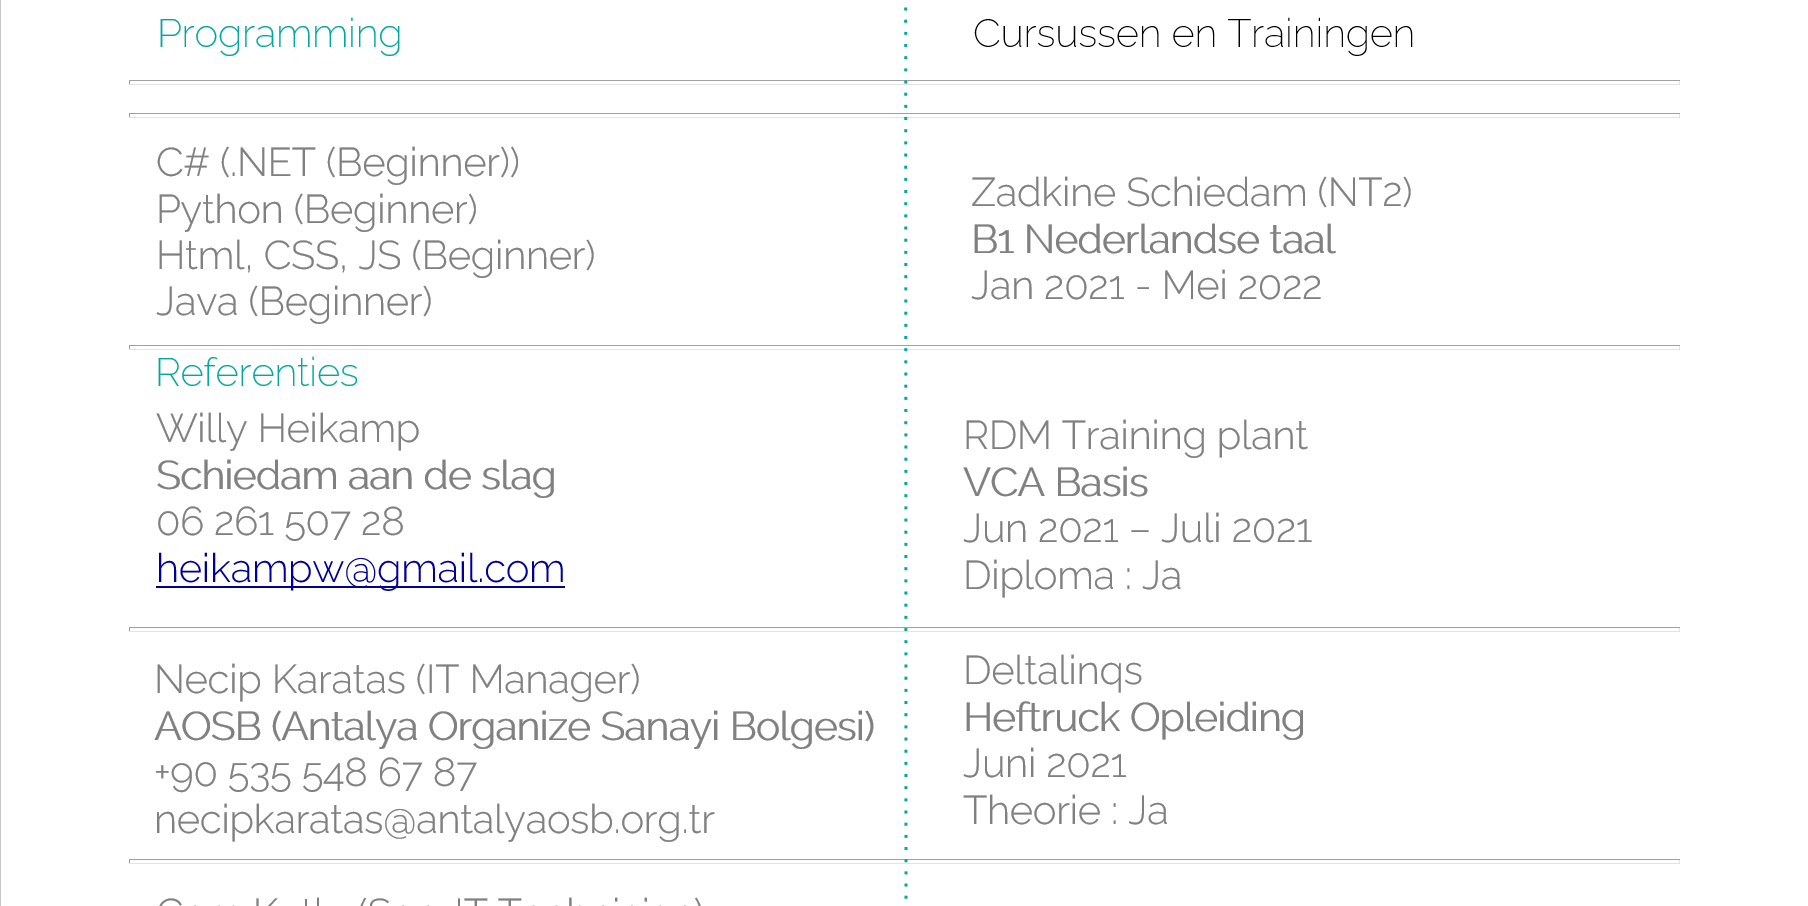 Programming
C# (.NET (Beginner))
Python (Beginner)
Html, CSS, JS (Beginner)
Java (Beginner)
Referenties
Willy Heikamp
Schiedam aan de slag
06 261 507 28
heikampw@gmail.com
Necip Karatas (IT Manager)
AOSB (Antalya Organize Sanayi Bolgesi)
+90 535 548 67 87
necipkaratas@antalyaosb.org.tr
Cursussen en Trainingen
Zadkine Schiedam (NT2)
B1 Nederlandse taal
Jan 2021 - Mei 2022
RDM Training plant
VCA Basis
Jun 2021 – Juli 2021
Diploma : Ja
Deltalinqs
Heftruck Opleiding
Juni 2021
Theorie : Ja